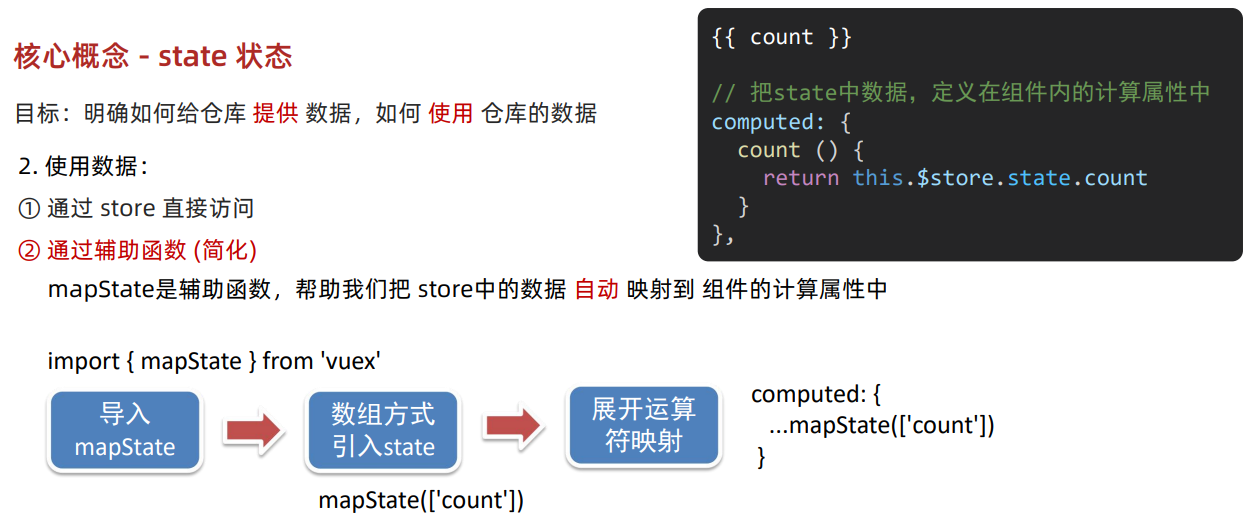 核心概念 - state 状态
目标：明确如何给仓库 提供 数据，如何 使用 仓库的数据
2. 使用数据：
① 通过 store 直接访问
② 通过辅助函数 (简化)
mapState是辅助函数，帮助我们把 store中的数据 自动 映射到 组件的计算属性中
{{ count }}
// 把state中数据，定义在组件内的计算属性中
computed: {
  count () {
    return this.$store.state.count
  }
},
import { mapState } from 'vuex'
导入
mapState
数组方式
引入state
mapState(['count'])
展开运算
符映射
computed: {
  ...mapState(['count'])
}